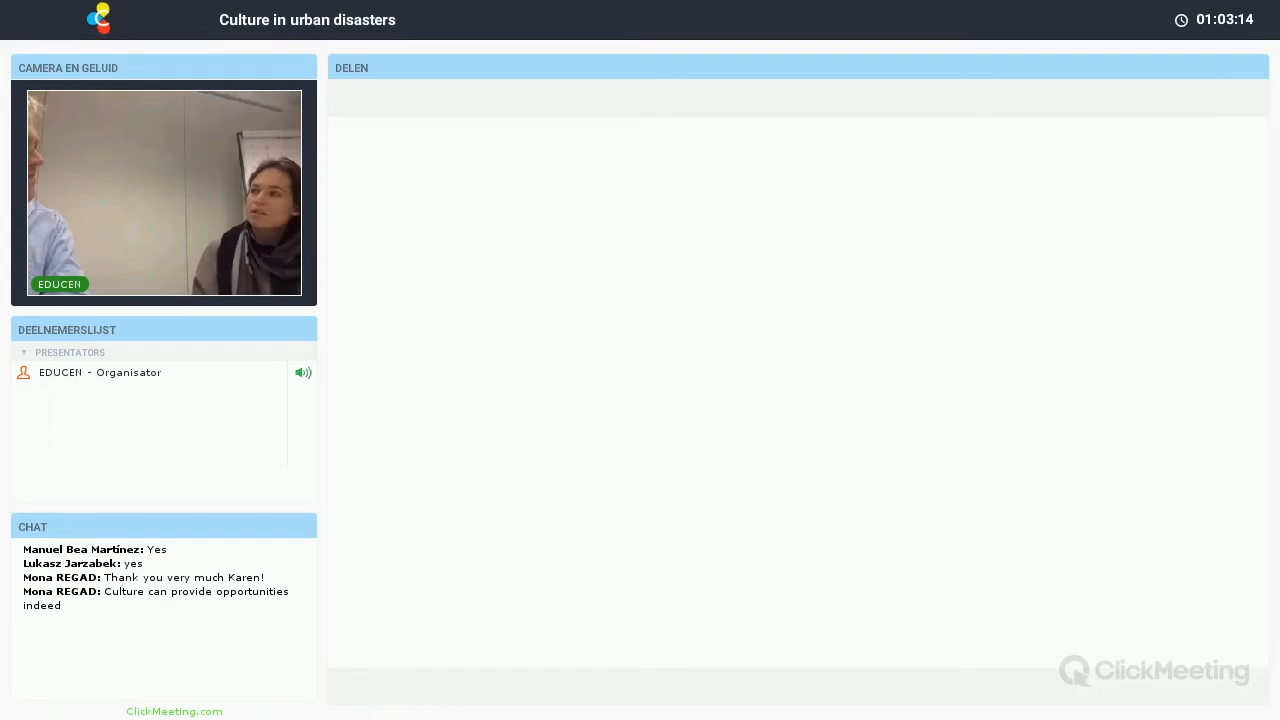 Culture in urban disasters
01:03:14
CAMERA EN GELUID
EDUCEN
DEELNEMERSLIJST
PRESENTATORS
EDUCEN - Organisator
CHAT
Manuel Bea Martínez: Yes
Lukasz Jarzabek: yes
Mona REGAD: Thank you very much Karen!
Mona REGAD: Culture can provide opportunities
indeed
ClickMeeting.com
DELEN
ClickMeeting